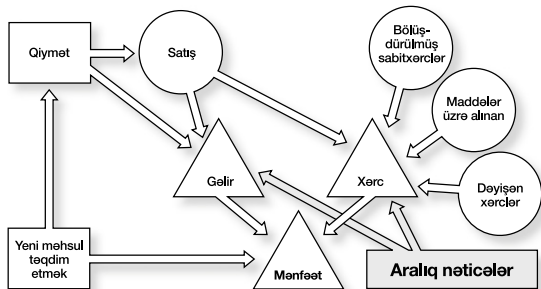 Qiymət
Satış
Bölüş-
dürülmüş
sabitxərclər
Maddələr
üzrə alınan
Gəlir
Xərc
Dəyişən
xərclər
Yeni məhsul
təqdim
etmək
Mənfəət
Aralıq nəticələr